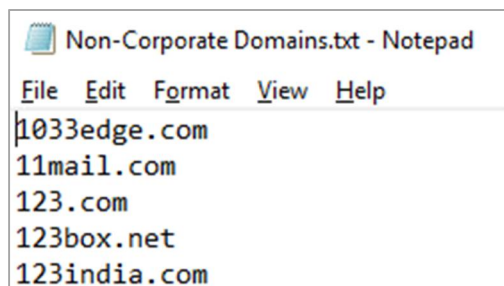 Non-Corporate Domains.txt - Notepad
File Edit Format View Help
1033edge.com
11mail.com
123.com
123box.net
123india.com